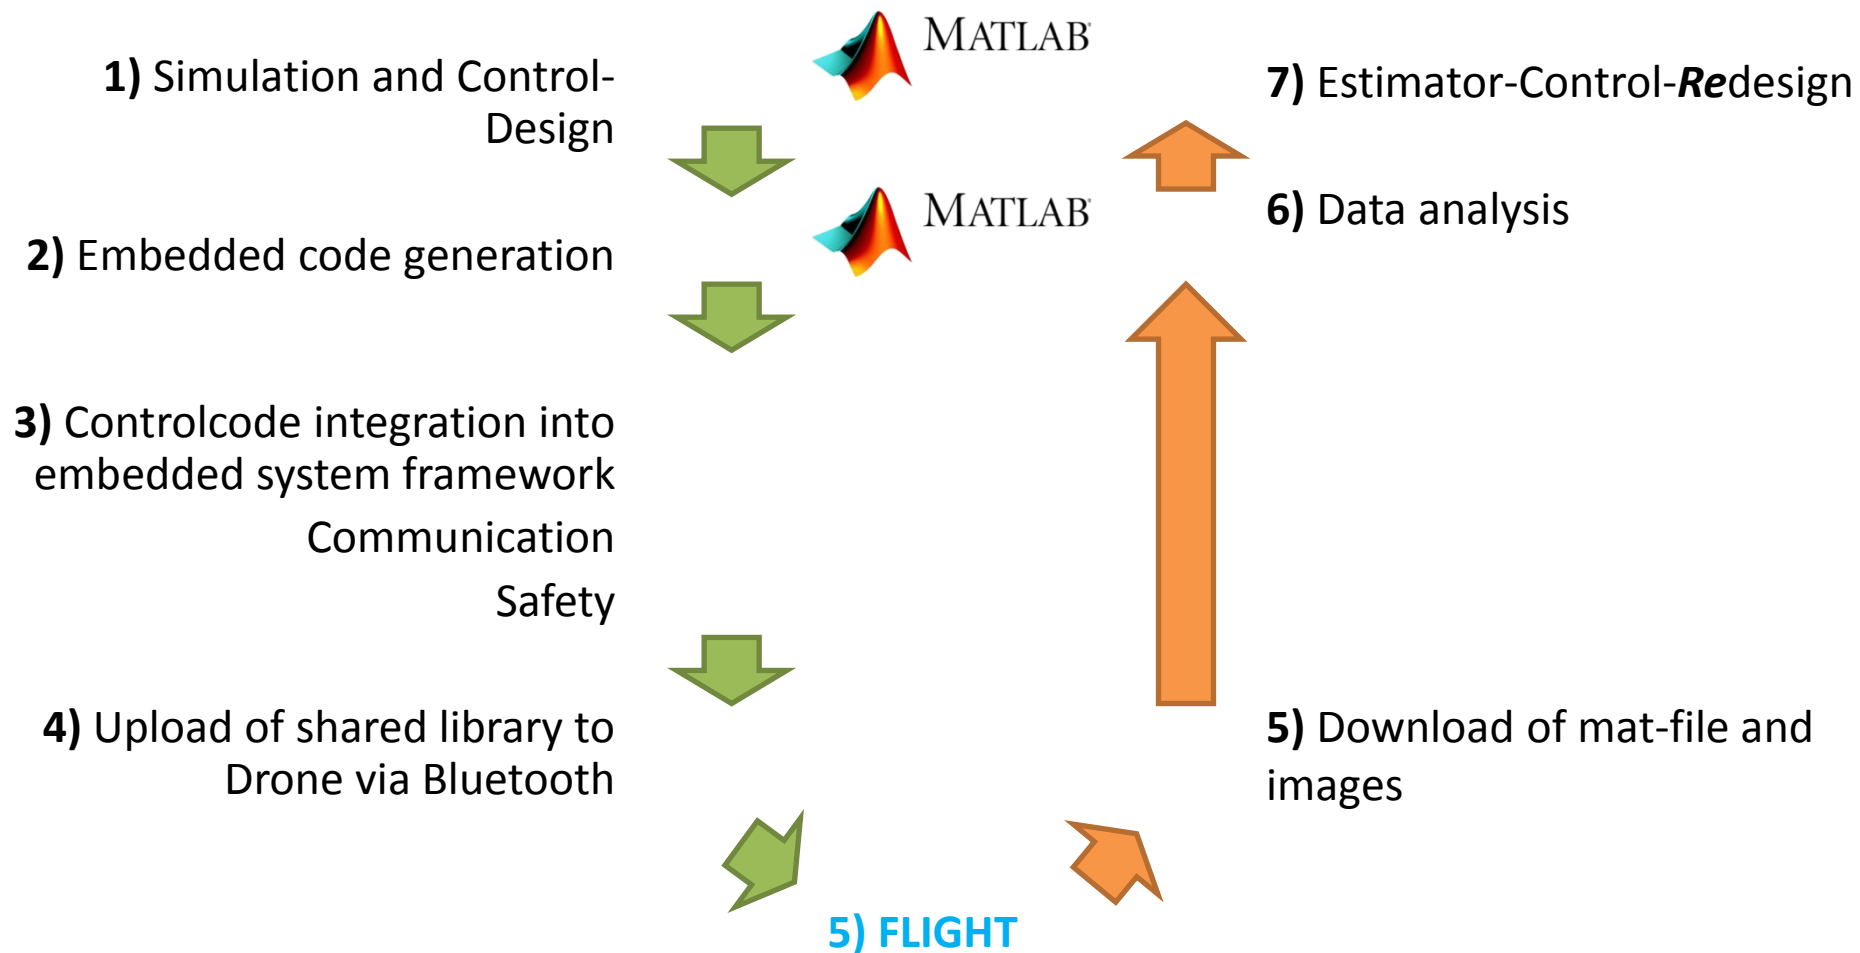 1) Simulation and Control-
Design
2) Embedded code generation
3) Controlcode integration into
embedded system framework
Communication
Safety
4) Upload of shared library to
Drone via Bluetooth
MATLAB®
MATLAB®
5) FLIGHT
7) Estimator-Control-Redesign
6) Data analysis
5) Download of mat-file and
images